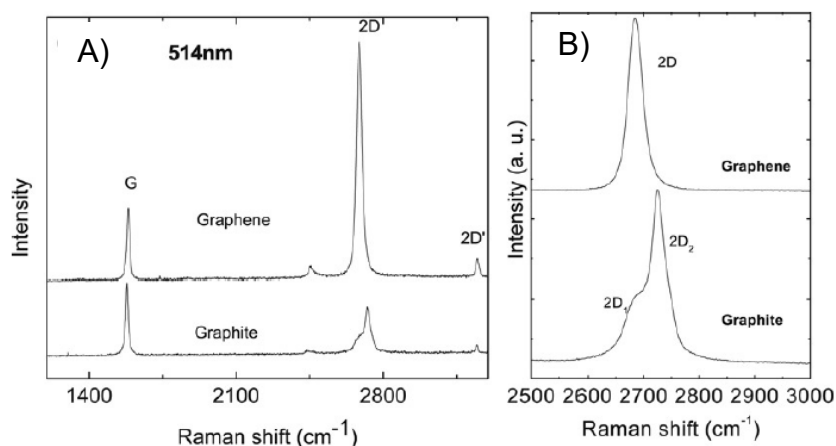 A)
514nm
2D
G
Graphene
2D'
Graphite
Intensity
1400 2100 2800
Raman shift (cm⁻¹)
B)
2D
Graphene
2D₂
2D₁
Graphite
Intensity (a. u.)
2500 2600 2700 2800 2900 3000
Raman shift (cm⁻¹)